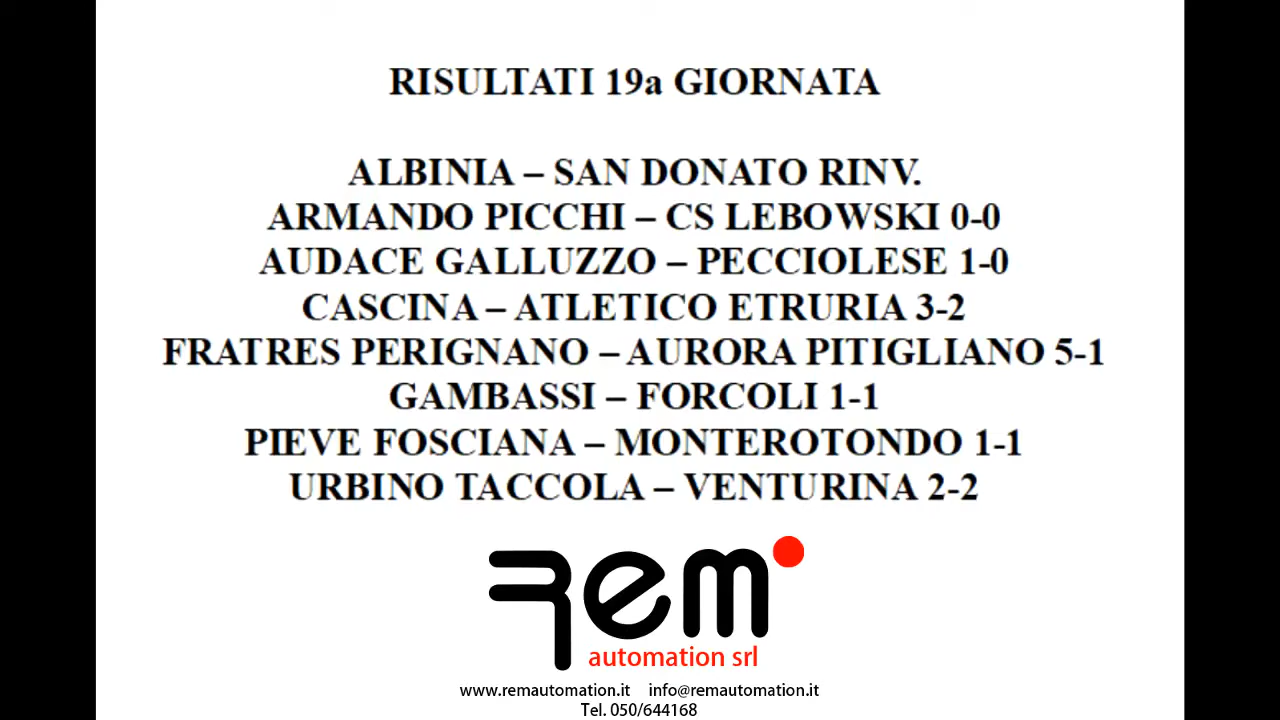 RISULTATI 19a GIORNATA
ALBINIA – SAN DONATO RINV.
ARMANDO PICCHI – CS LEBOWSKI 0-0
AUDACE GALLUZZO – PECCIOLESE 1-0
CASCINA – ATLETICO ETRURIA 3-2
FRATRES PERIGNANO – AURORA PITIGLIANO 5-1
GAMBASSI – FORCOLI 1-1
PIEVE FOSCIANA – MONTEROTONDO 1-1
URBINO TACCOLA – VENTURINA 2-2
rem
automation srl
www.remautomation.it info@remautomation.it
Tel. 050/644168